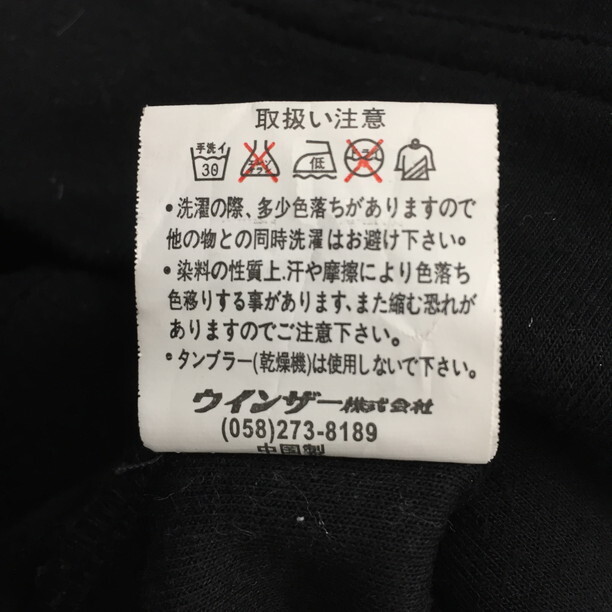 取扱い注意
手洗イ 30 低
•洗濯の際、多少色落ちがありますので
他の物との同時洗濯はお避け下さい。
•染料の性質上.汗や摩擦により色落ち
色移りする事があります、また縮む恐れが
ありますのでご注意下さい。
•タンブラー(乾燥機)は使用しないで下さい。
ウインザー株式会社
(058)273-8189
中国製